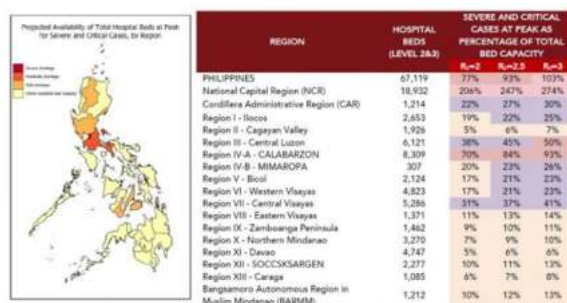 Projected Availability of Total Hospital Beds at Peak
for Severe and Critical Cases, by Region
REGION
HOSPITAL BEDS (LEVEL 2&3)
SEVERE AND CRITICAL CASES AT PEAK AS PERCENTAGE OF TOTAL BED CAPACITY
R₀=2 R₀=2.5 R₀=3
PHILIPPINES 67,119 77% 93% 103%
National Capital Region (NCR) 18,932 206% 247% 274%
Cordillera Administrative Region (CAR) 1,214 22% 27% 30%
Region I - Ilocos 2,653 19% 22% 25%
Region II - Cagayan Valley 1,926 5% 6% 7%
Region III - Central Luzon 6,121 38% 45% 50%
Region IV-A - CALABARZON 8,309 70% 84% 93%
Region IV-B - MIMAROPA 307 20% 23% 26%
Region V - Bicol 2,124 17% 21% 23%
Region VI - Western Visayas 4,823 17% 21% 23%
Region VII - Central Visayas 5,286 31% 37% 41%
Region VIII - Eastern Visayas 1,371 11% 13% 14%
Region IX - Zamboanga Peninsula 1,462 9% 10% 11%
Region X - Northern Mindanao 3,270 7% 9% 10%
Region XI - Davao 4,747 5% 6% 6%
Region XII - SOCCSKSARGEN 2,277 10% 11% 13%
Region XIII - Caraga 1,085 6% 7% 8%
Bangsamoro Autonomous Region in
Muslim Mindanao (BARMM) 1,212 10% 12% 13%